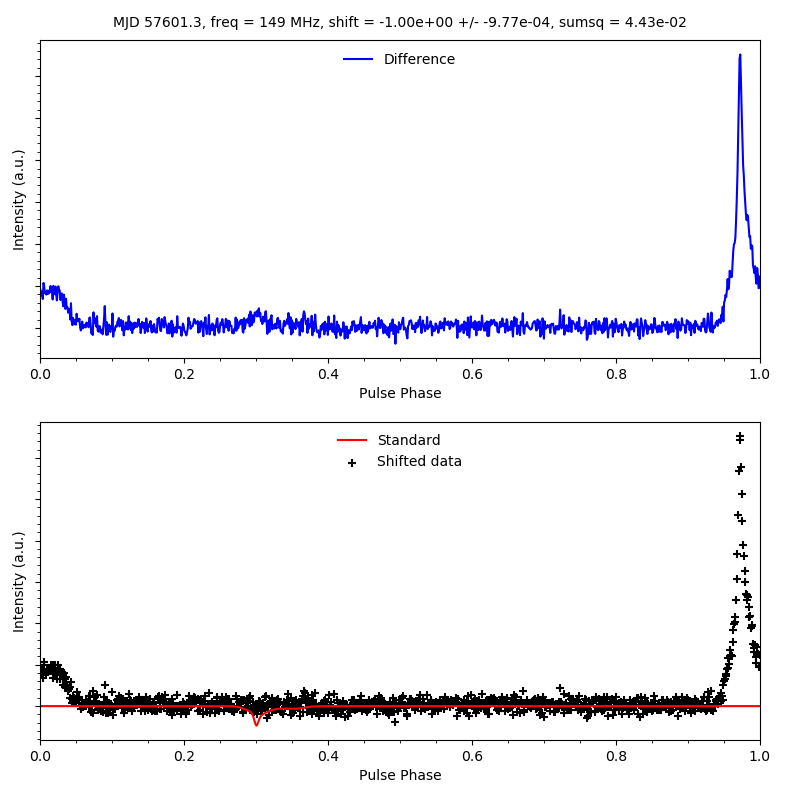 MJD 57601.3, freq = 149 MHz, shift = -1.00e+00 +/- -9.77e-04, sumsq = 4.43e-02
Difference
Intensity (a.u.)
0.0 0.2 0.4 0.6 0.8 1.0
Pulse Phase
Standard
Shifted data
Intensity (a.u.)
0.0 0.2 0.4 0.6 0.8 1.0
Pulse Phase